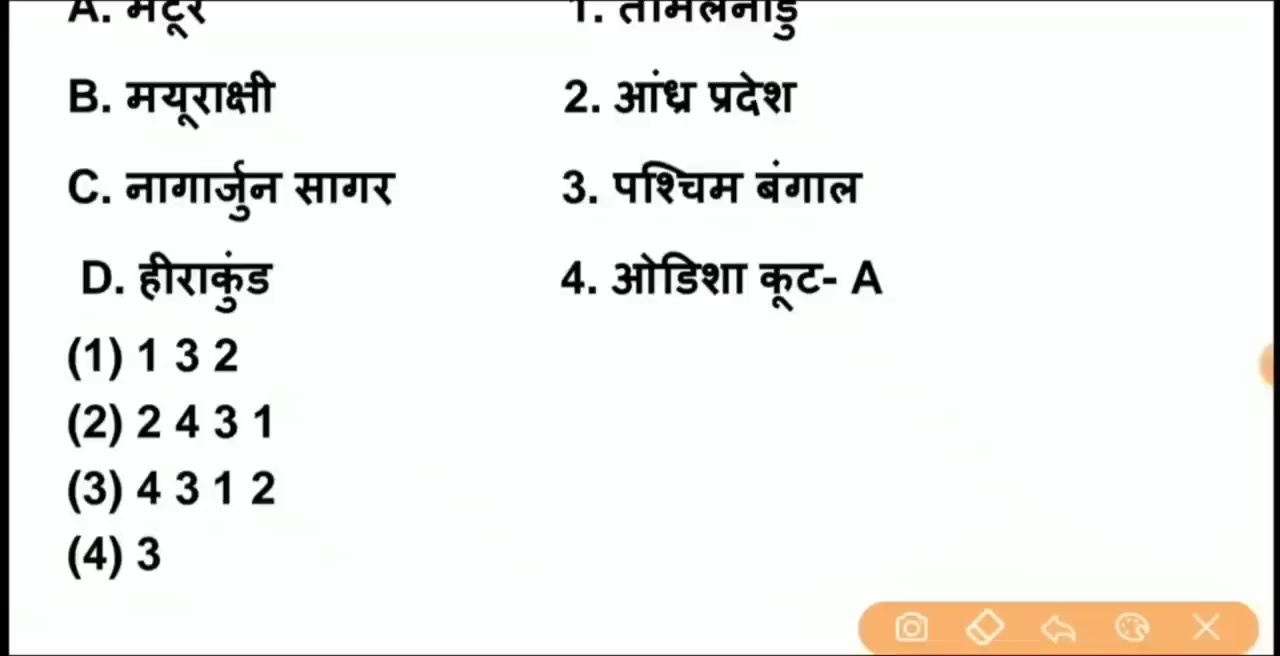 A. मेटूर 1. तमिलनाडु
B. मयूराक्षी 2. आंध्र प्रदेश
C. नागार्जुन सागर 3. पश्चिम बंगाल
D. हीराकुंड 4. ओडिशा कूट- A
(1) 1 3 2
(2) 2 4 3 1
(3) 4 3 1 2
(4) 3